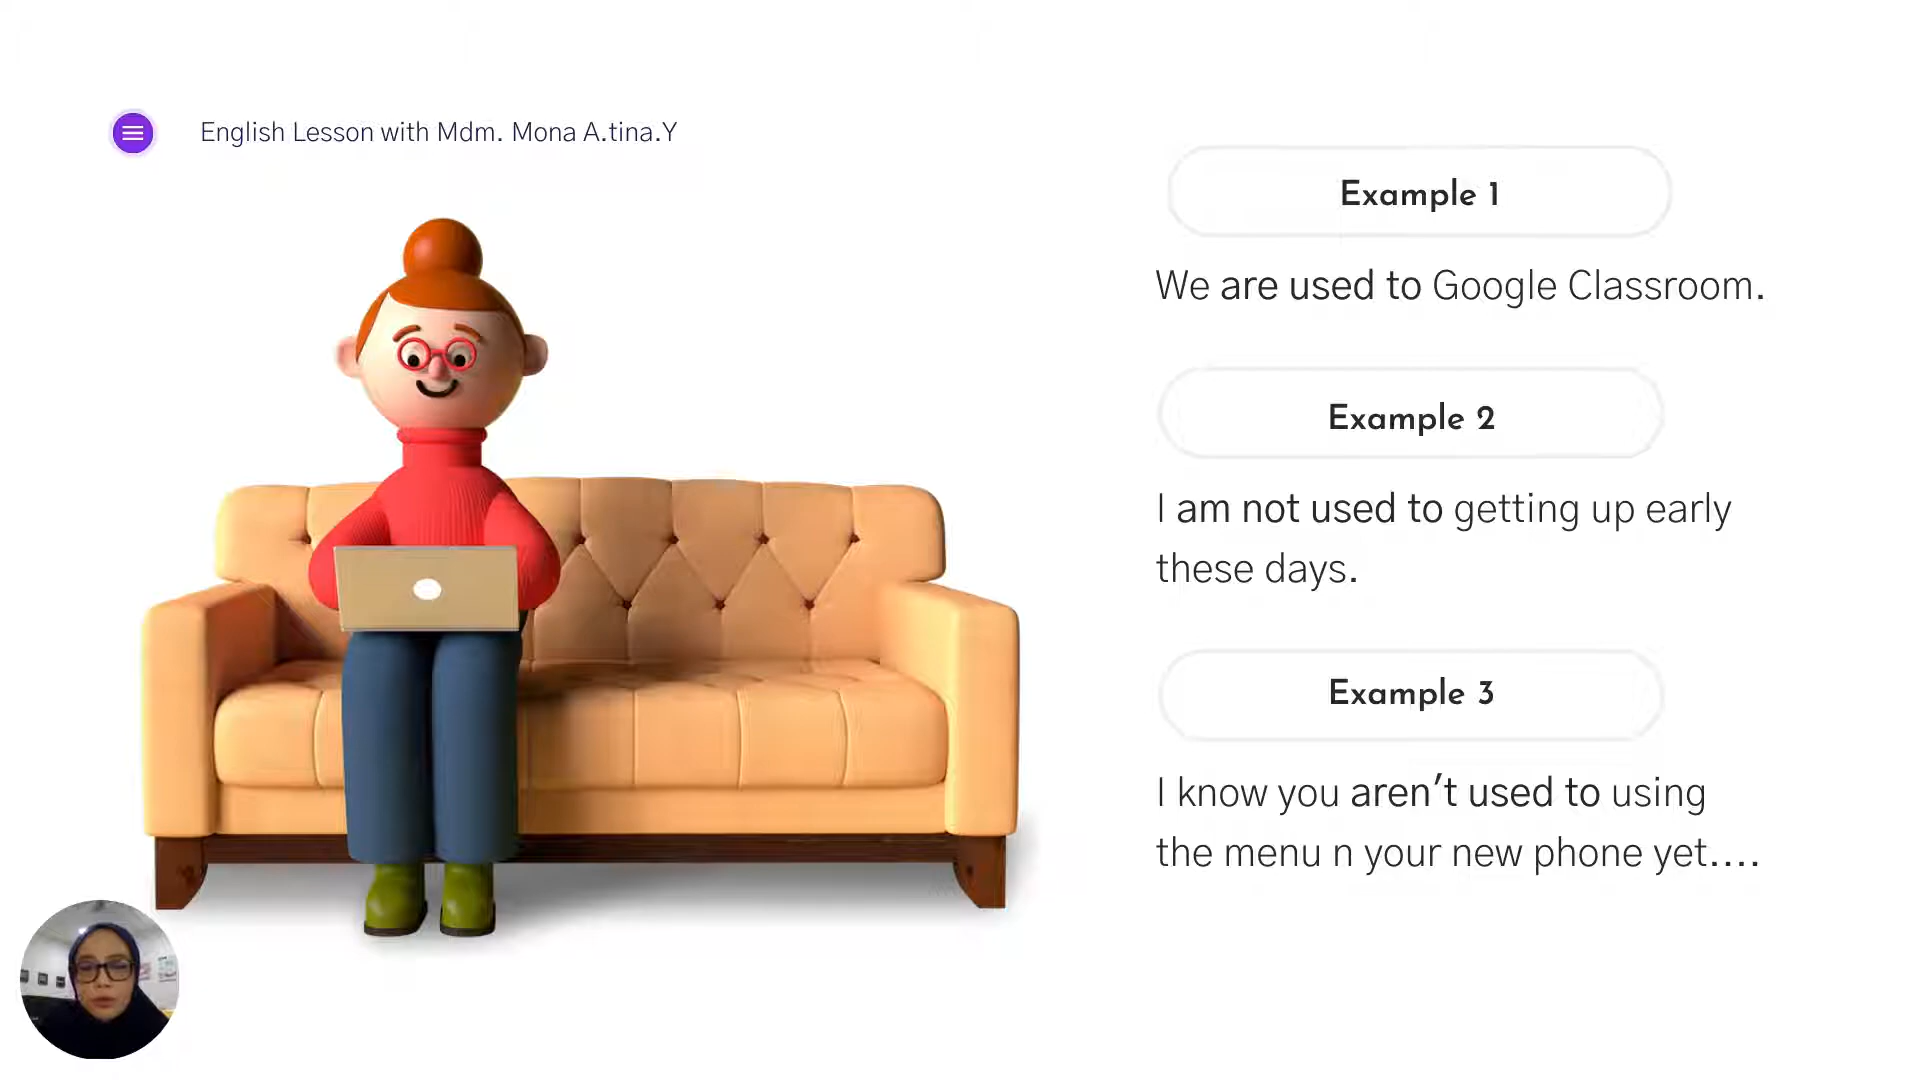 English Lesson with Mdm. Mona A.tina.Y
Example 1
We are used to Google Classroom.
Example 2
I am not used to getting up early
these days.
Example 3
I know you aren't used to using
the menu n your new phone yet....